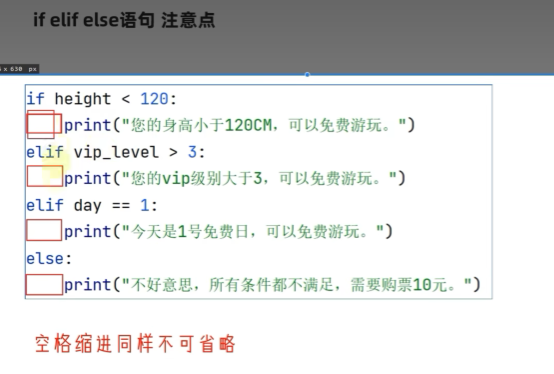 if elif else语句 注意点
x 630 px
if height < 120:
print("您的身高小于120CM，可以免费游玩。")
elif vip_level > 3:
print("您的vip级别大于3，可以免费游玩。")
elif day == 1:
print("今天是1号免费日，可以免费游玩。")
else:
print("不好意思，所有条件都不满足，需要购票10元。")
空格缩进同样不可省略